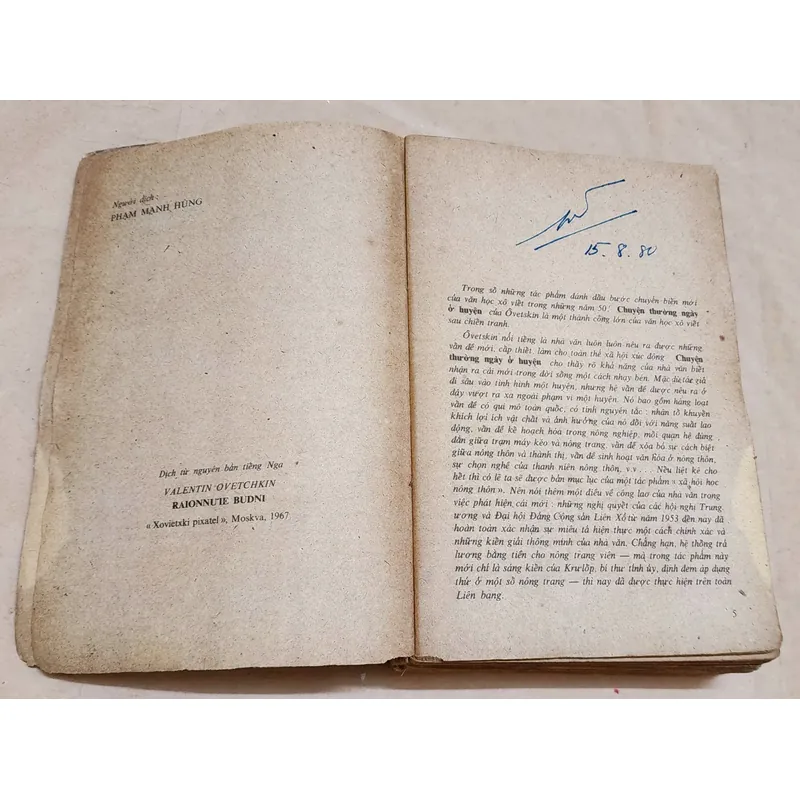 Người dịch:
PHẠM MẠNH HÙNG
Dịch từ nguyên bản tiếng Nga
VALENTIN OVETCHKIN
RAIONNUIE BUDNI
« Xovietxki pixatel », Moskva, 1967
15. 8. 80
Trong số những tác phẩm đánh dấu bước chuyển biến mới
của văn học xô viết trong những năm 50, Chuyện thường ngày
ở huyện của Ôvetskin là một thành công lớn của văn học xô viết
sau chiến tranh.
Ôvetskin nổi tiếng là nhà văn luôn luôn nêu ra được những
vấn đề mới, cấp thiết, làm cho toàn thể xã hội xúc động. Chuyện
thường ngày ở huyện cho thấy rõ khả năng của nhà văn biết
nhận ra cái mới trong đời sống một cách nhạy bén. Mặc dù tác giả
đi sâu vào tình hình một huyện, nhưng hệ vấn đề được nêu ra ở
đây vượt ra xa ngoài phạm vi một huyện. Nó bao gồm hàng loạt
vấn đề có qui mô toàn quốc, có tính nguyên tắc: nhân tố khuyến
khích lợi ích vật chất và ảnh hưởng của nó đối với năng suất lao
động, vấn đề kế hoạch hóa trong nông nghiệp, mối quan hệ đúng
đắn giữa trạm máy kéo và nông trang, vấn đề xóa bỏ sự cách biệt
giữa nông thôn và thành thị, vấn đề sinh hoạt văn hóa ở nông thôn,
sự chọn nghề của thanh niên nông thôn, v.v... Nếu liệt kê cho
hết thì có lẽ ta sẽ được bản mục lục của một tác phẩm « xã hội học
nông thôn ». Nên nói thêm một điều về công lao của nhà văn trong
việc phát hiện cái mới: những nghị quyết của các hội nghị Trung
ương và Đại hội Đảng Cộng sản Liên Xô từ năm 1953 đến nay đã
hoàn toàn xác nhận sự miêu tả hiện thực một cách chính xác và
những kiến giải thông minh của nhà văn. Chẳng hạn, hệ thống trả
lương bằng tiền cho nông trang viên — mà trong tác phẩm này
mới chỉ là sáng kiến của Krưlốp, bí thư tỉnh ủy, định đem áp dụng
thử ở một số nông trang — thì nay đã được thực hiện trên toàn
Liên bang.
5